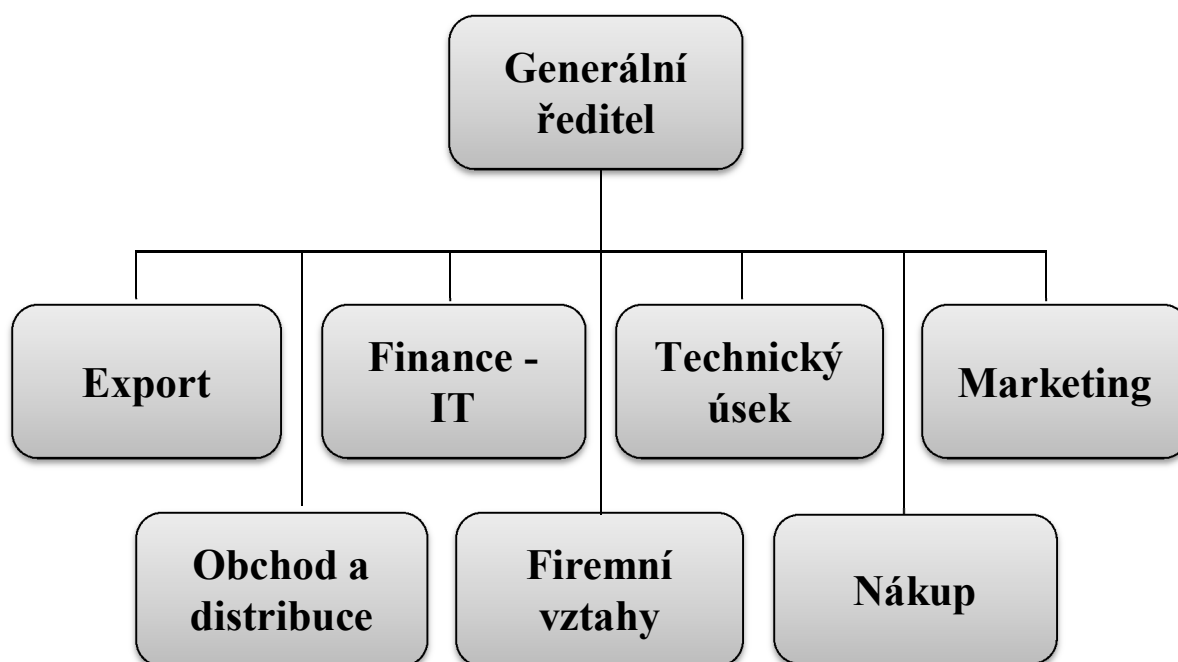 Generální
ředitel
Export
Finance -
IT
Technický
úsek
Marketing
Obchod a
distribuce
Firemní
vztahy
Nákup